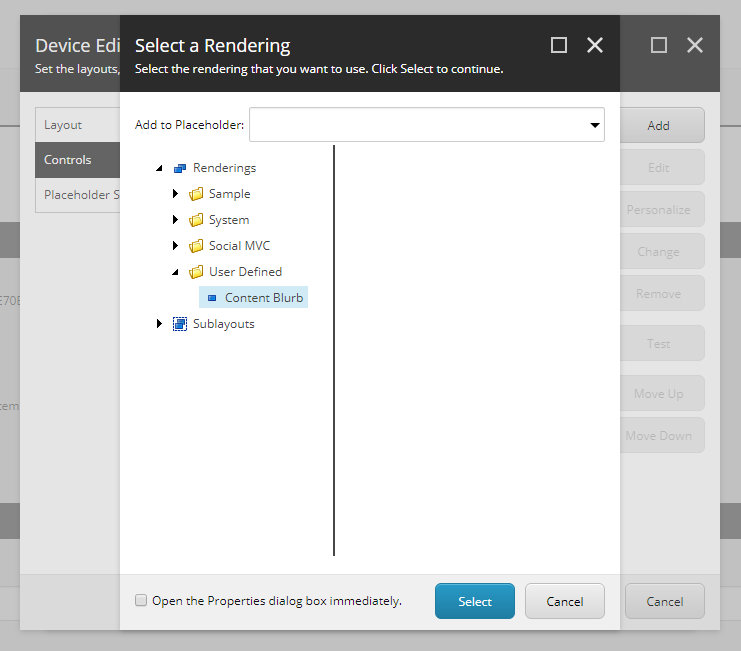 Device Edi
Set the layouts,
Select a Rendering
Select the rendering that you want to use. Click Select to continue.
Layout
Controls
Placeholder S
Add to Placeholder:
Renderings
Sample
System
Social MVC
User Defined
Content Blurb
Sublayouts
Add
Edit
Personalize
Change
Remove
Test
Move Up
Move Down
Open the Properties dialog box immediately.
Select
Cancel
Cancel